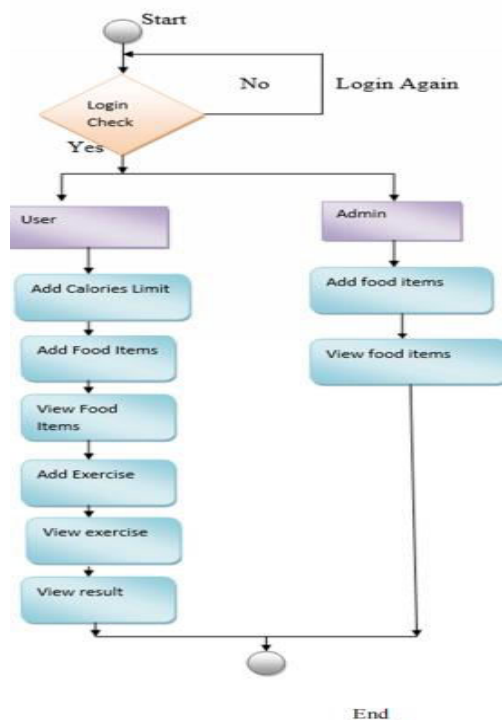 Start
No
Login Again
Login
Check
Yes
User
Admin
Add Calories Limit
Add food items
Add Food Items
View food items
View Food
Items
Add Exercise
View exercise
View result
End